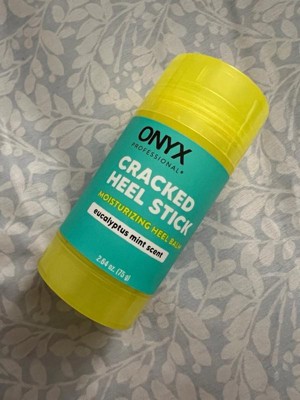 ONYX
PROFESSIONAL®
CRACKED
HEEL STICK
MOISTURIZING HEEL BALM
eucalyptus mint scent
2.64 oz. (75 g)